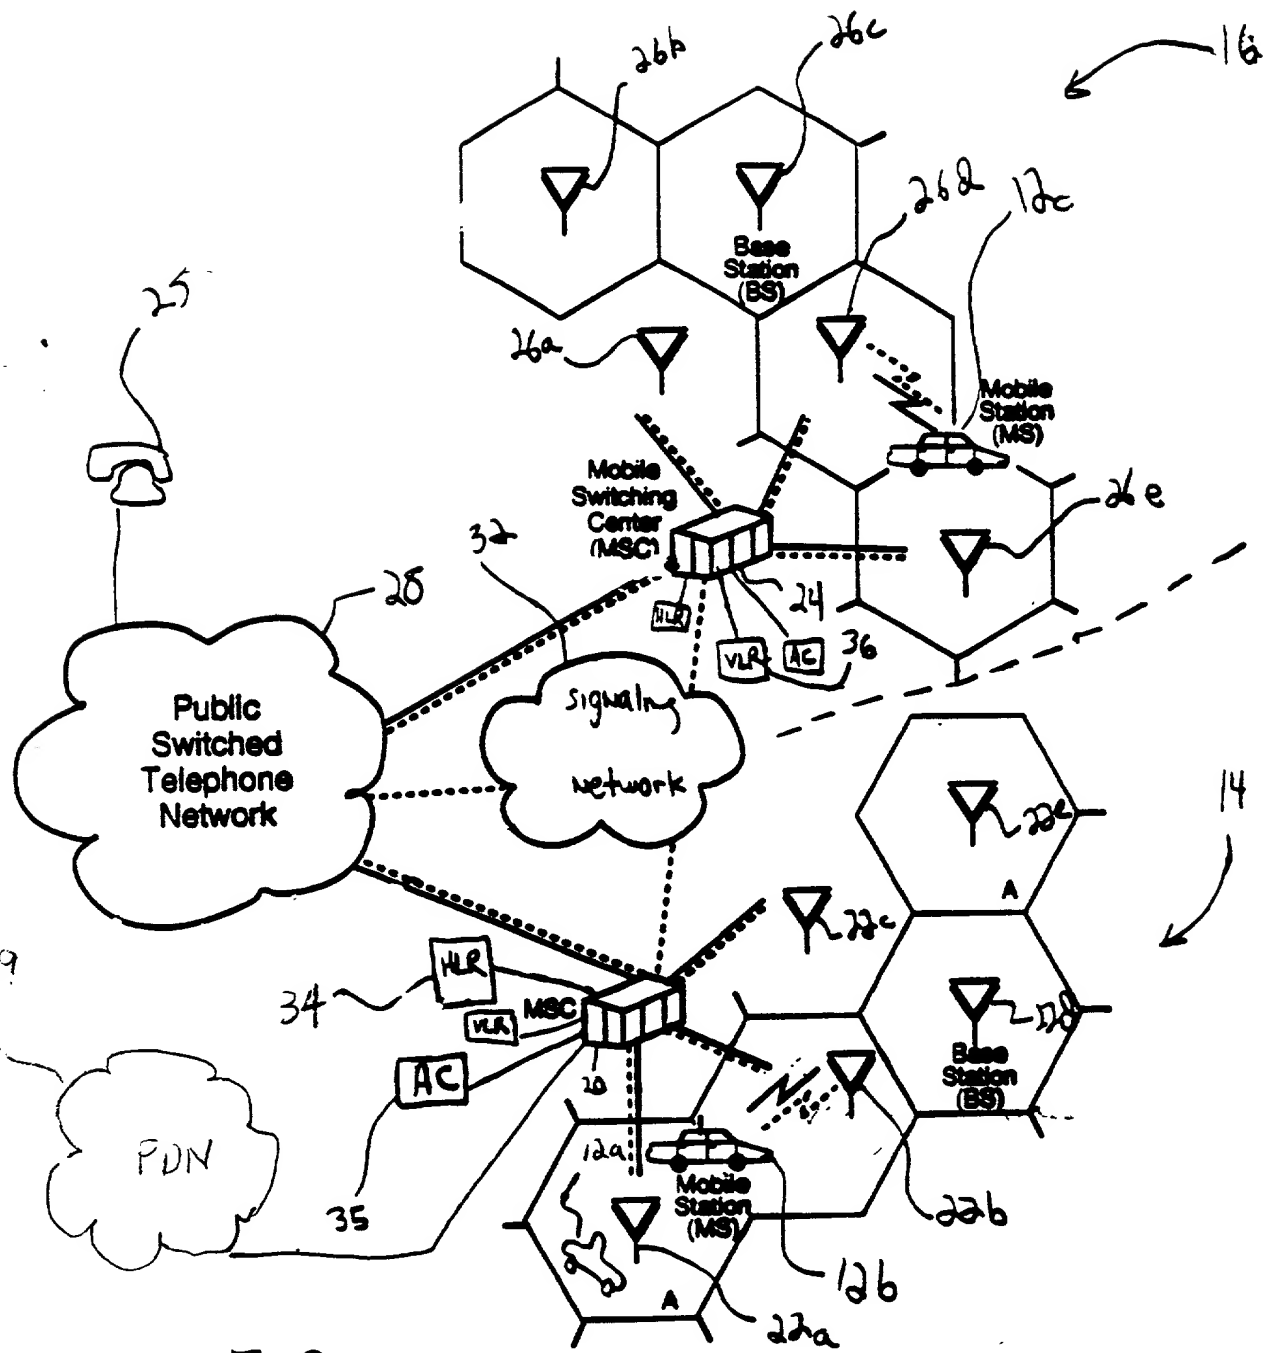 26b
26c
16
26d
12c
25
Base
Station
(BS)
26a
Mobile
Station
(MS)
Mobile
Switching
Center
(MSC)
26e
32
28
24
HLR
VLR
AC
36
Public
Switched
Telephone
Network
Signaling
Network
14
22e
A
22c
9
HLR
34
MSC
VLR
22d
Base
Station
(BS)
AC
20
PDN
12a
35
Mobile
Station
(MS)
22b
12b
A
22a